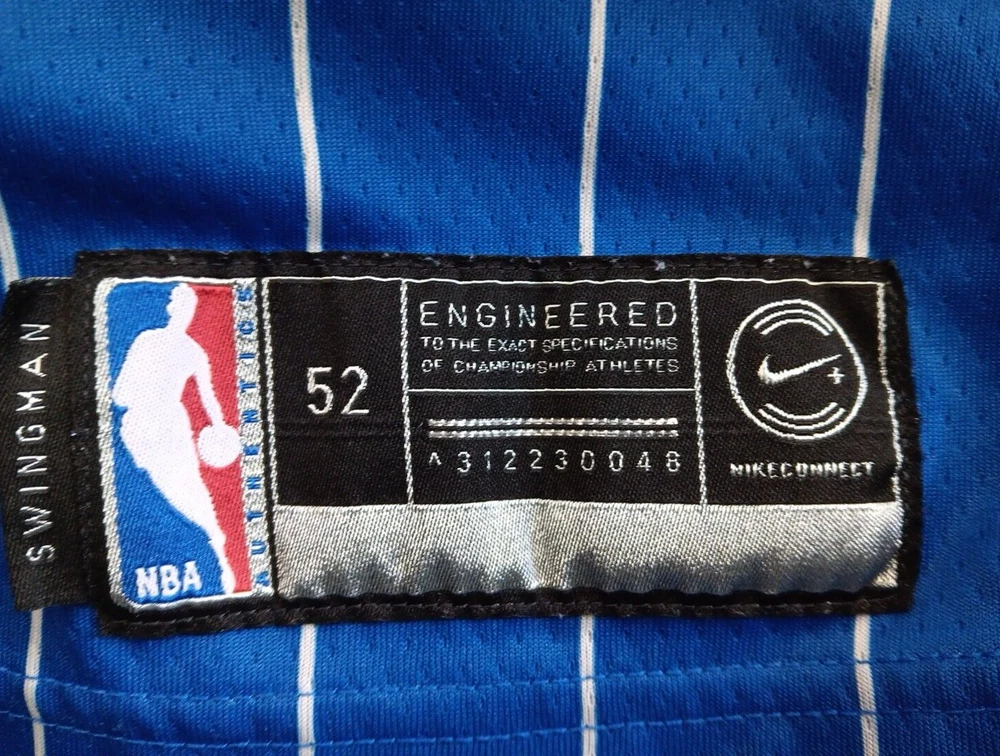 SWINGMAN
NBA
AUTHENTICS
52
ENGINEERED
TO THE EXACT SPECIFICATIONS
OF CHAMPIONSHIP ATHLETES
^312230048
NIKECONNECT